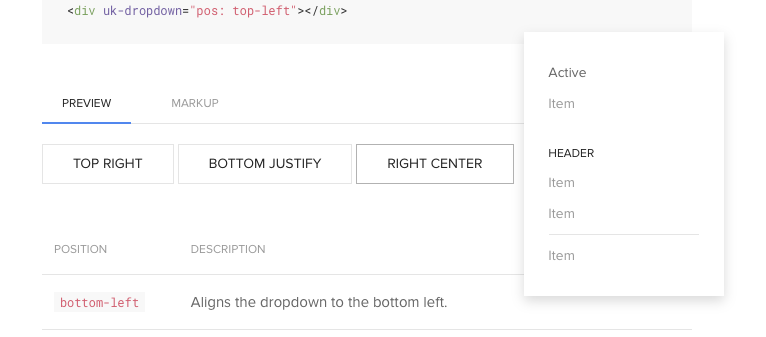 <div uk-dropdown="pos: top-left"></div>
PREVIEW MARKUP
TOP RIGHT BOTTOM JUSTIFY RIGHT CENTER
Active
Item
HEADER
Item
Item
Item
POSITION DESCRIPTION
bottom-left Aligns the dropdown to the bottom left.